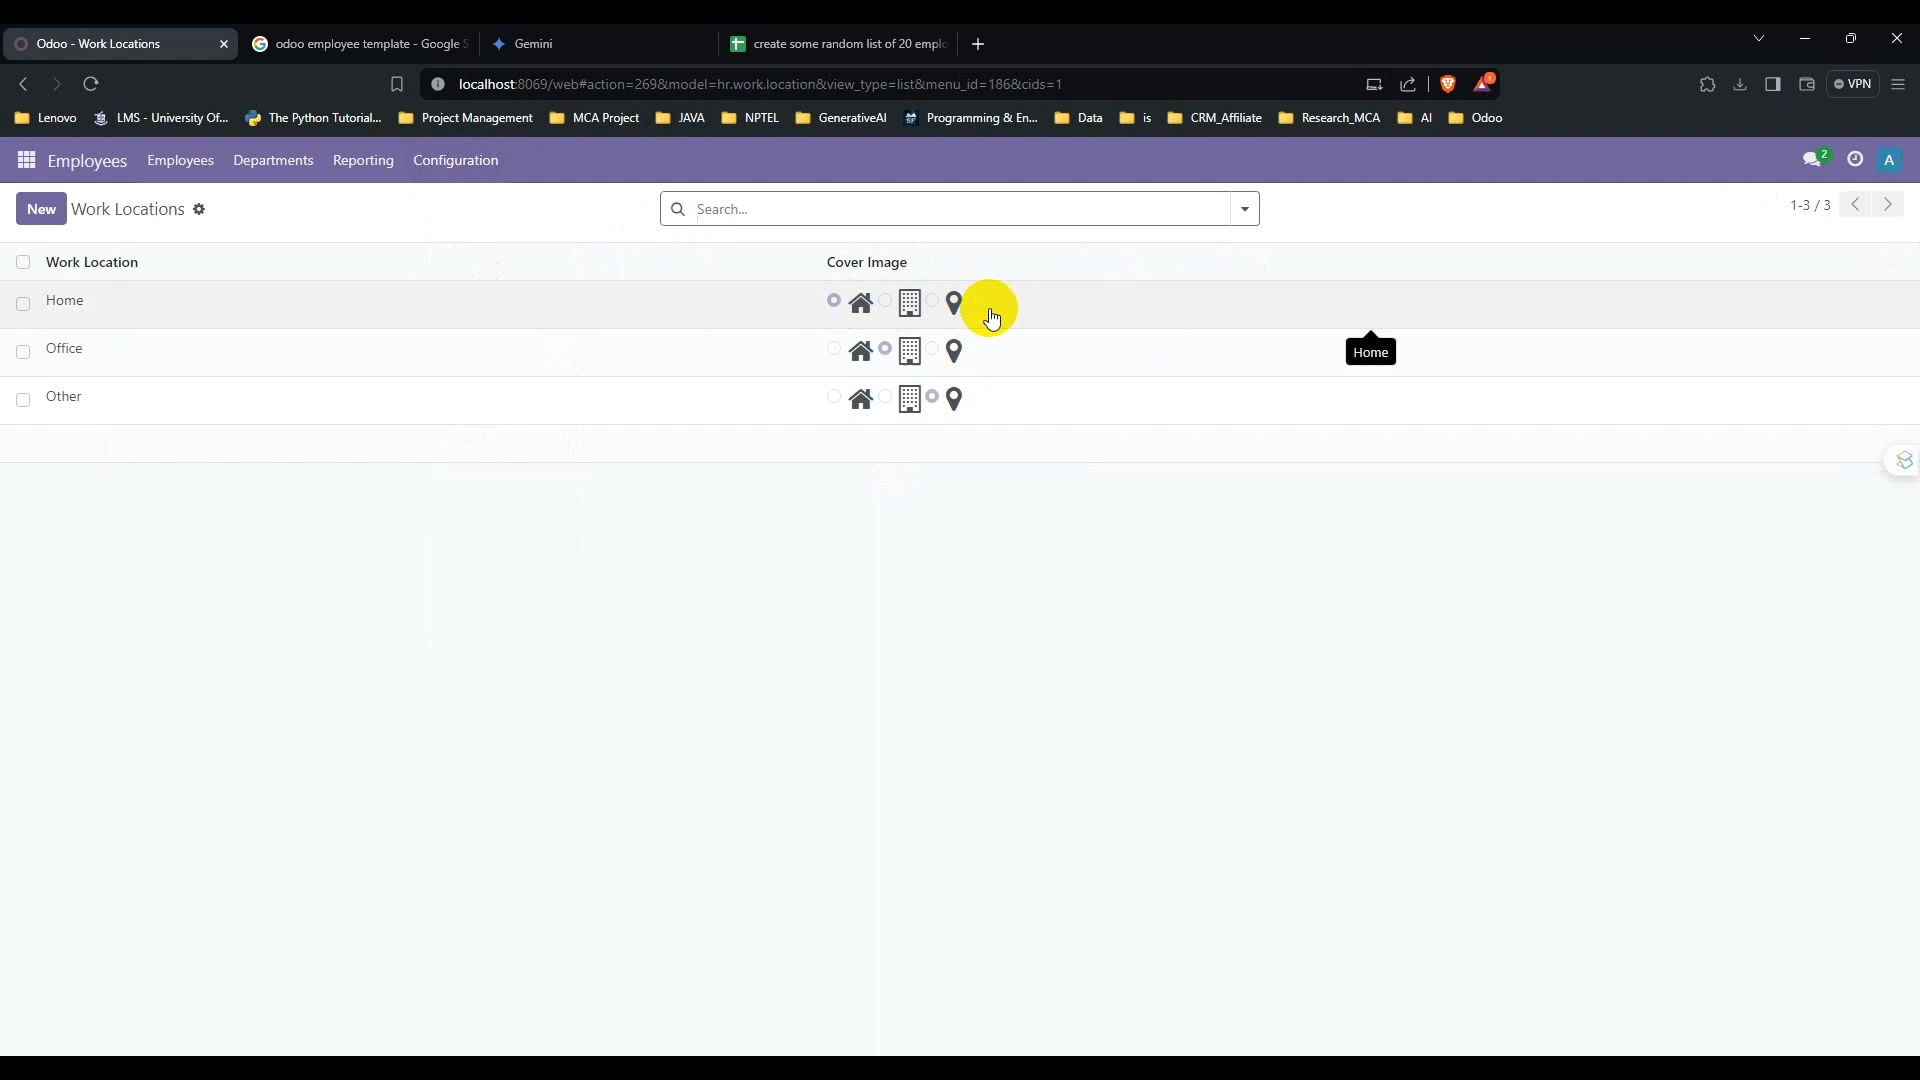 Odoo - Work Locations
odoo employee template - Google S
Gemini
create some random list of 20 emplo
localhost:8069/web#action=269&model=hr.work.location&view_type=list&menu_id=186&cids=1
1
VPN
Lenovo
LMS - University Of...
The Python Tutorial...
Project Management
MCA Project
JAVA
NPTEL
GenerativeAI
Programming & En...
Data
is
CRM_Affiliate
Research_MCA
AI
Odoo
Employees
Employees
Departments
Reporting
Configuration
2
A
New
Work Locations
Search...
1-3 / 3
Work Location
Cover Image
Home
Office
Home
Other